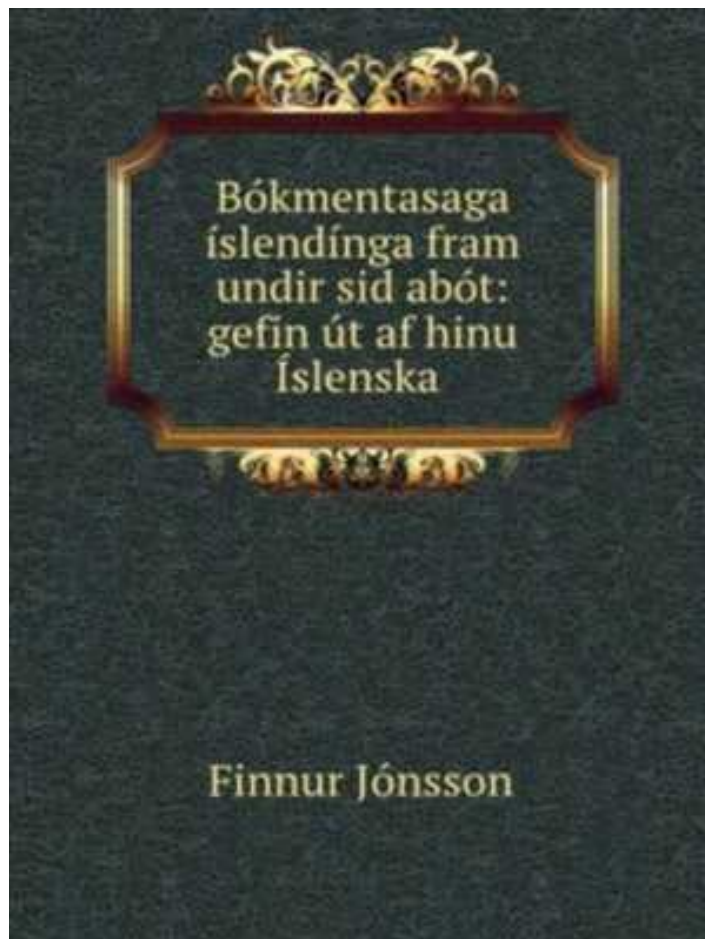 Bókmentasaga
íslendínga fram
undir sid abót:
gefin út af hinu
Íslenska
Finnur Jónsson